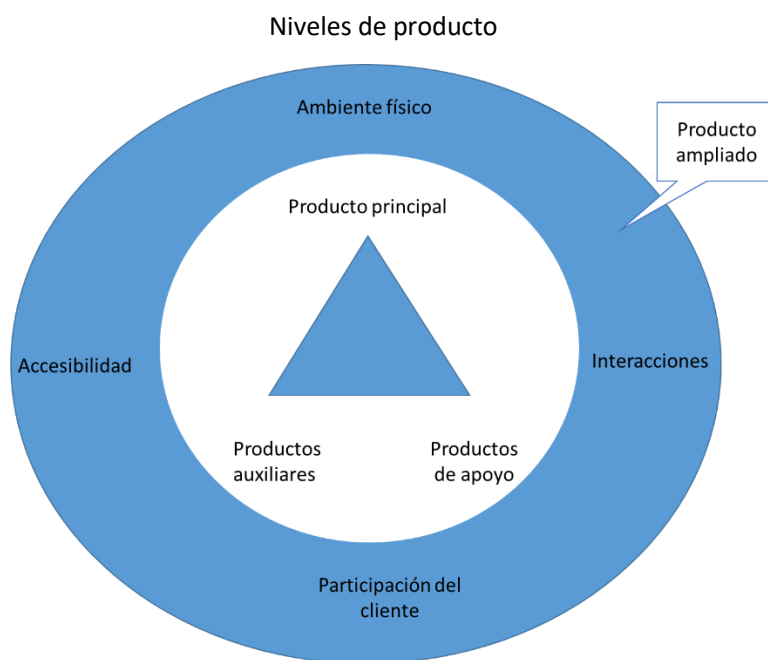 Niveles de producto
Ambiente físico
Producto
ampliado
Producto principal
Accesibilidad
Interacciones
Productos
auxiliares
Productos
de apoyo
Participación del
cliente